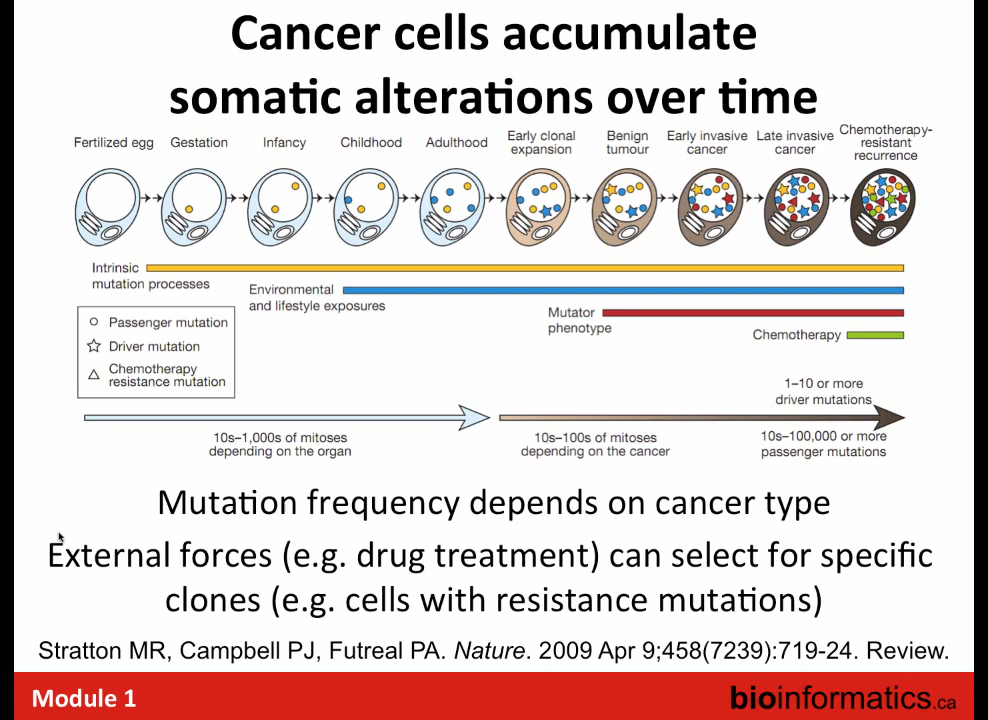 Cancer cells accumulate
somatic alterations over time
Fertilized egg
Gestation
Infancy
Childhood
Adulthood
Early clonal
expansion
Benign
tumour
Early invasive
cancer
Late invasive
cancer
Chemotherapy-
resistant
recurrence
Intrinsic
mutation processes
Environmental
and lifestyle exposures
Mutator
phenotype
Chemotherapy
Passenger mutation
Driver mutation
Chemotherapy
resistance mutation
1–10 or more
driver mutations
10s–1,000s of mitoses
depending on the organ
10s–100s of mitoses
depending on the cancer
10s–100,000 or more
passenger mutations
Mutation frequency depends on cancer type
External forces (e.g. drug treatment) can select for specific
clones (e.g. cells with resistance mutations)
Stratton MR, Campbell PJ, Futreal PA. Nature. 2009 Apr 9;458(7239):719-24. Review.
Module 1
bioinformatics.ca